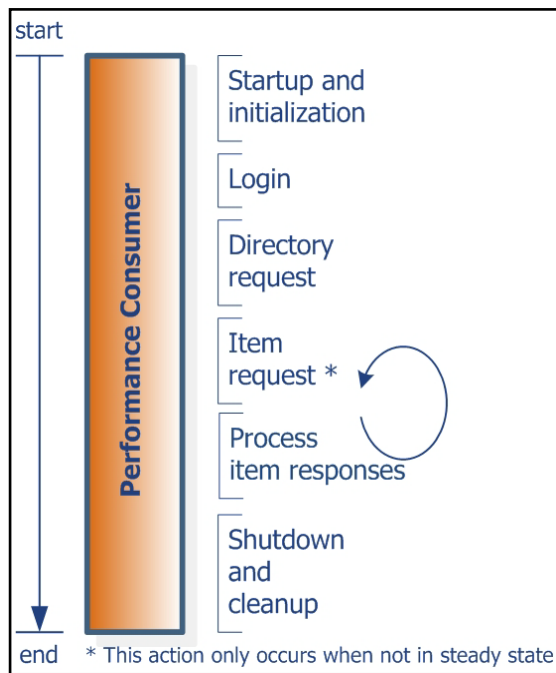 start
Performance Consumer
Startup and
initialization
Login
Directory
request
Item
request *
Process
item responses
Shutdown
and
cleanup
end
* This action only occurs when not in steady state